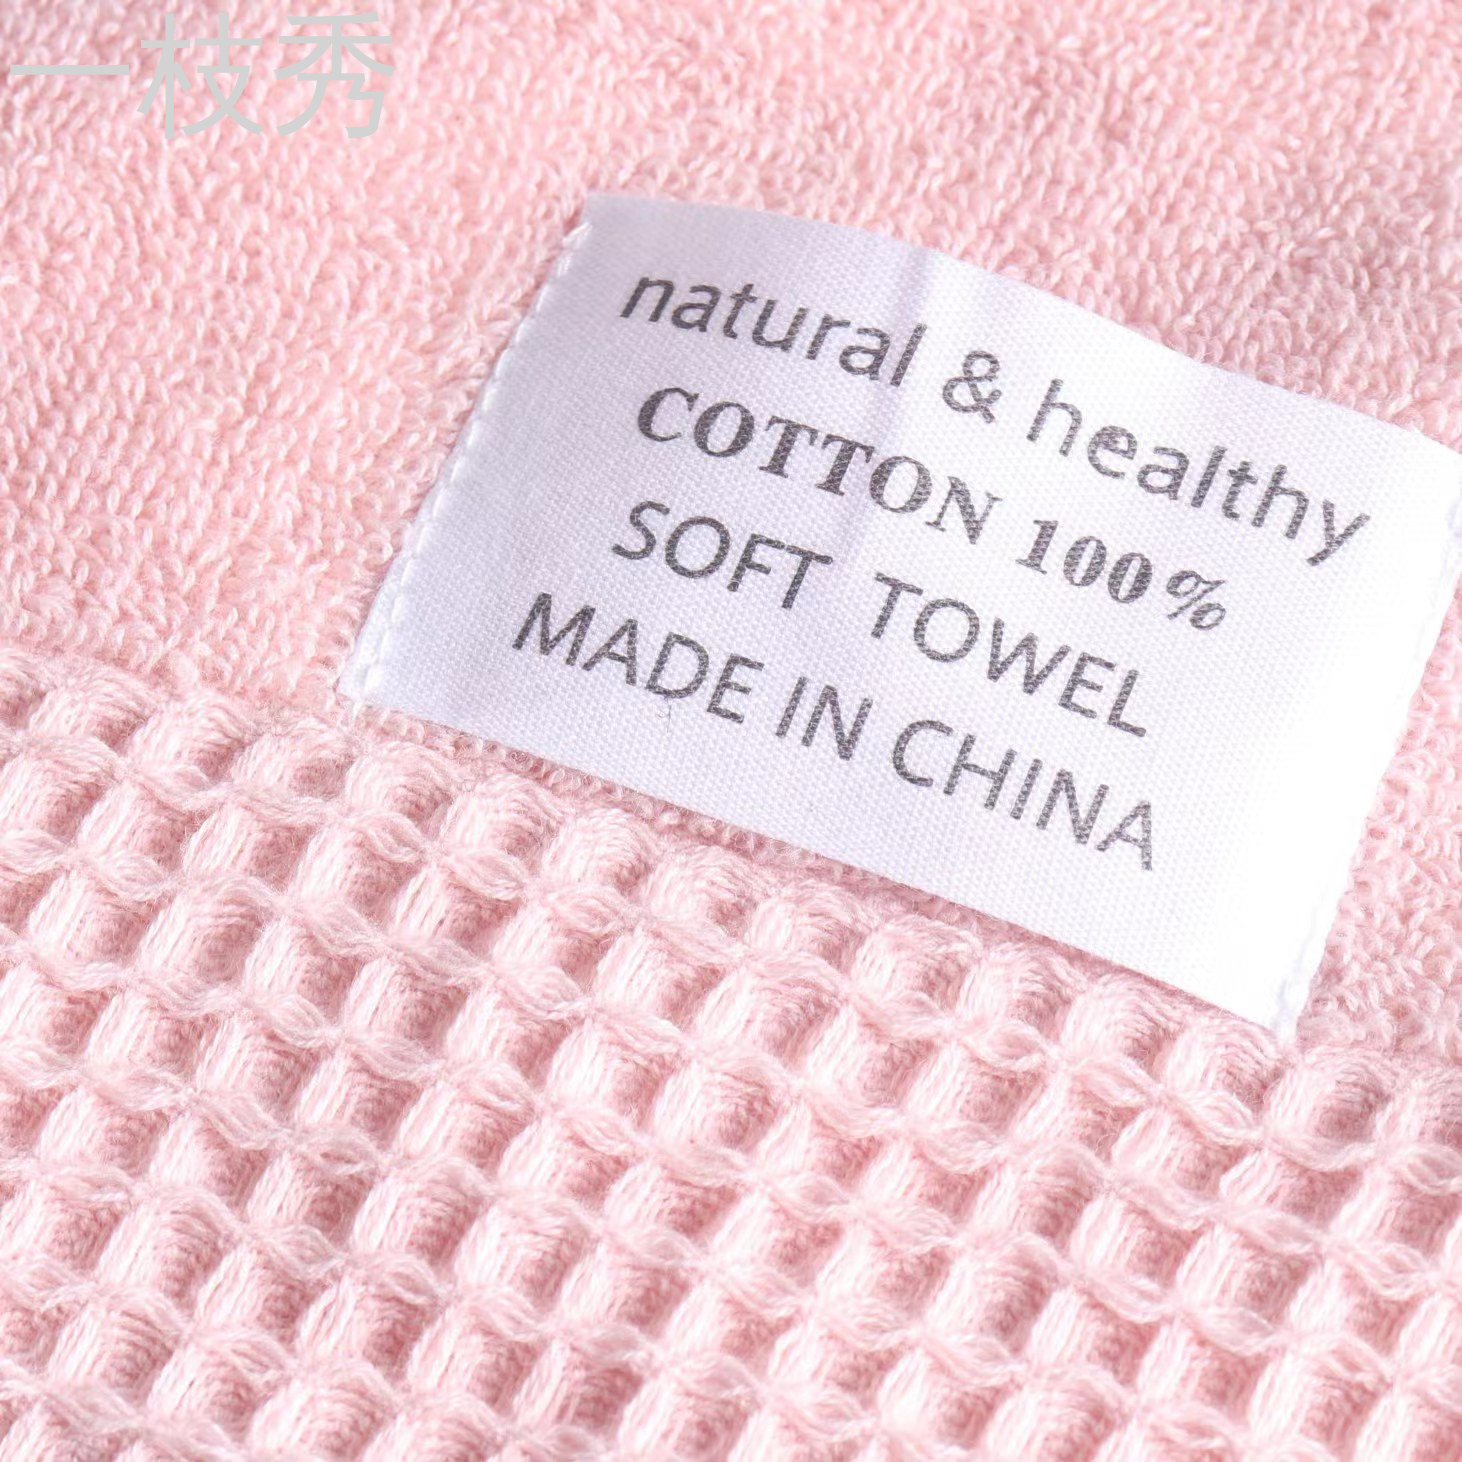 一枝秀
natural & healthy
COTTON 100%
SOFT TOWEL
MADE IN CHINA